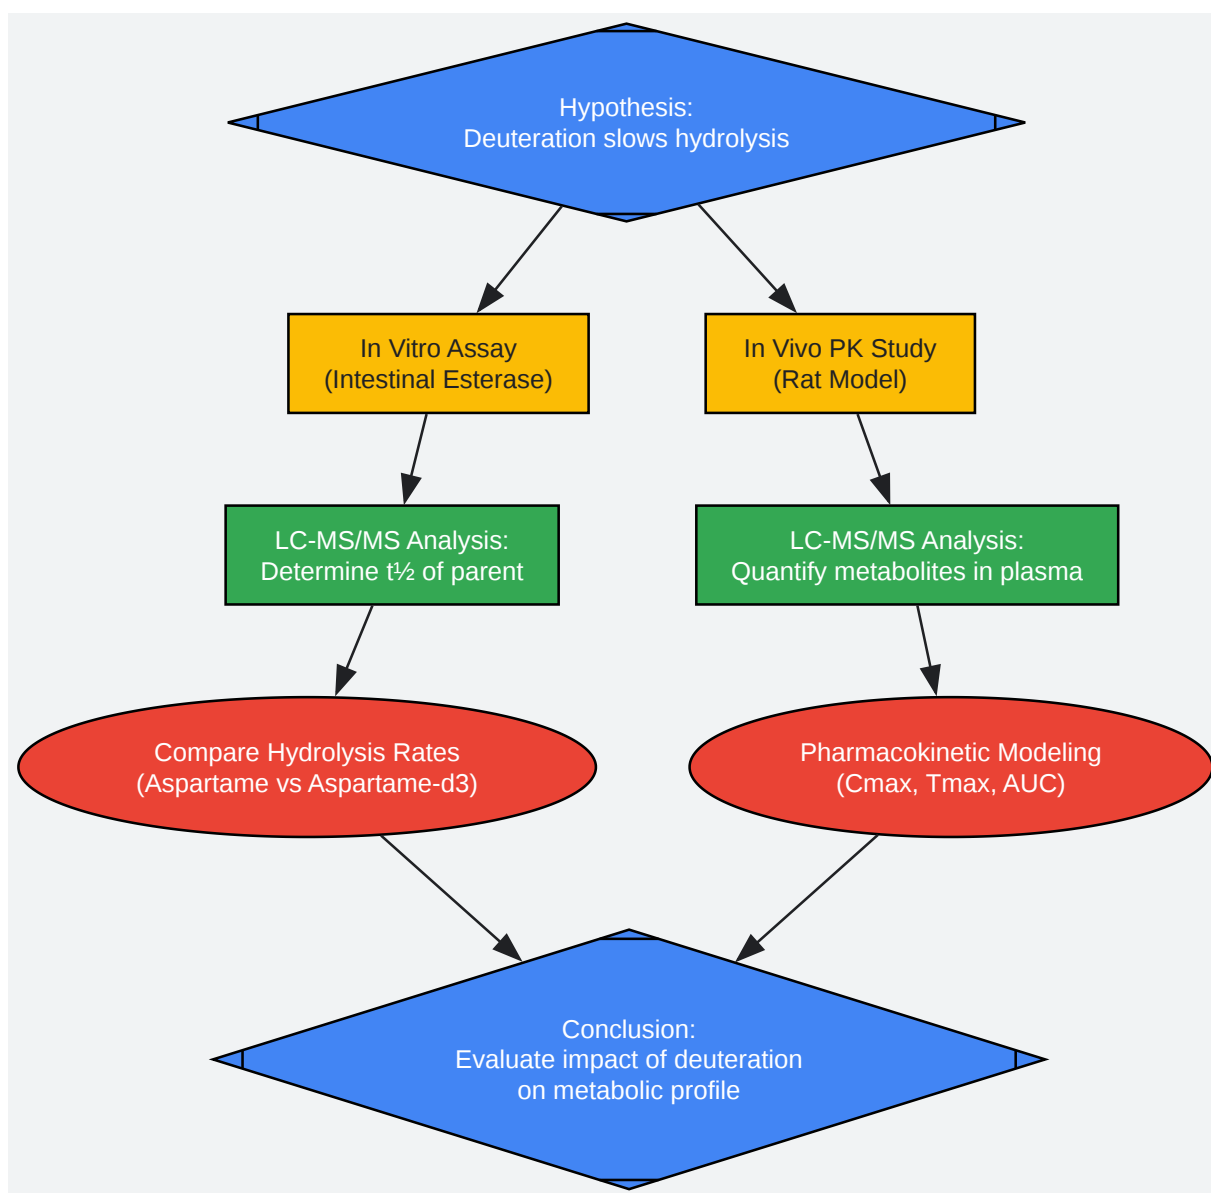 Hypothesis:
Deuteration slows hydrolysis
In Vitro Assay
(Intestinal Esterase)
In Vivo PK Study
(Rat Model)
LC-MS/MS Analysis:
Determine t½ of parent
LC-MS/MS Analysis:
Quantify metabolites in plasma
Compare Hydrolysis Rates
(Aspartame vs Aspartame-d3)
Pharmacokinetic Modeling
(Cmax, Tmax, AUC)
Conclusion:
Evaluate impact of deuteration
on metabolic profile